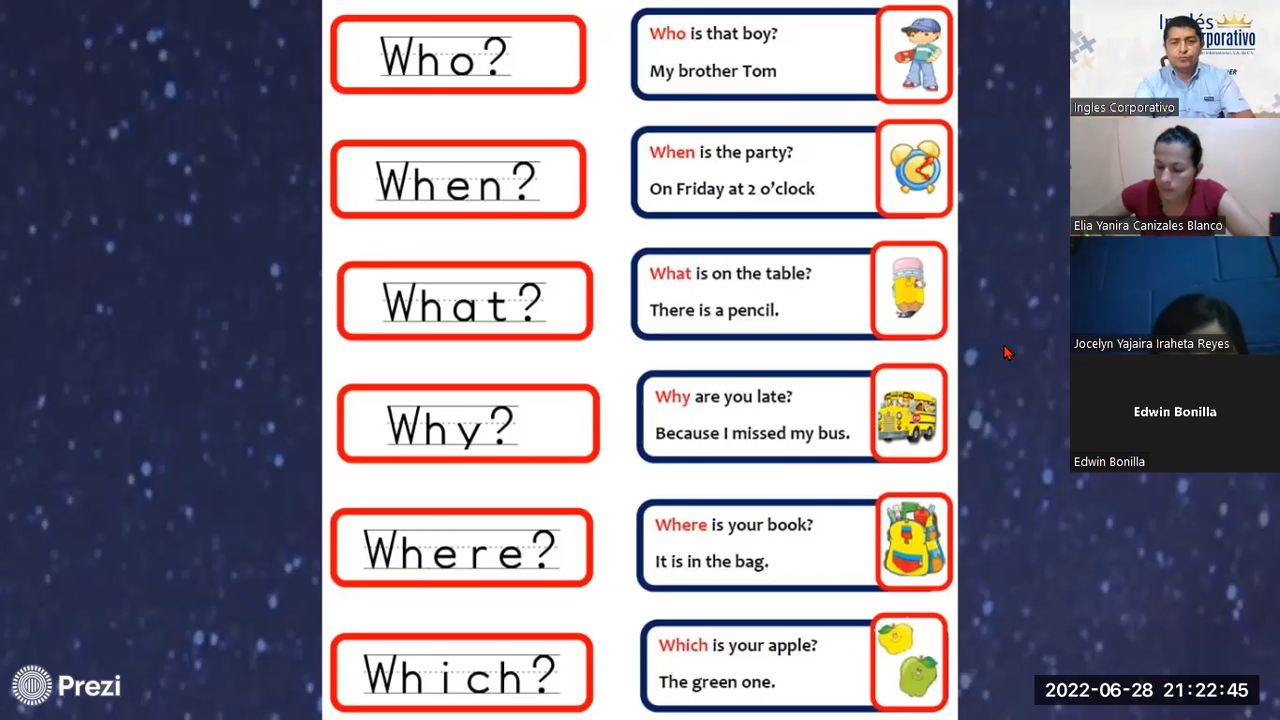 Who?
Who is that boy?
My brother Tom
When?
When is the party?
On Friday at 2 o'clock
What?
What is on the table?
There is a pencil.
Why?
Why are you late?
Because I missed my bus.
Where?
Where is your book?
It is in the bag.
Which?
Which is your apple?
The green one.
Prezi
Inglés
Ingles Corporativo
Elia Yanira Canizales Blanco
Jocelyn Yajaira Iraheta Reyes
Edwin Bonilla
Edwin Bonilla
2022-06-28 21:22:45